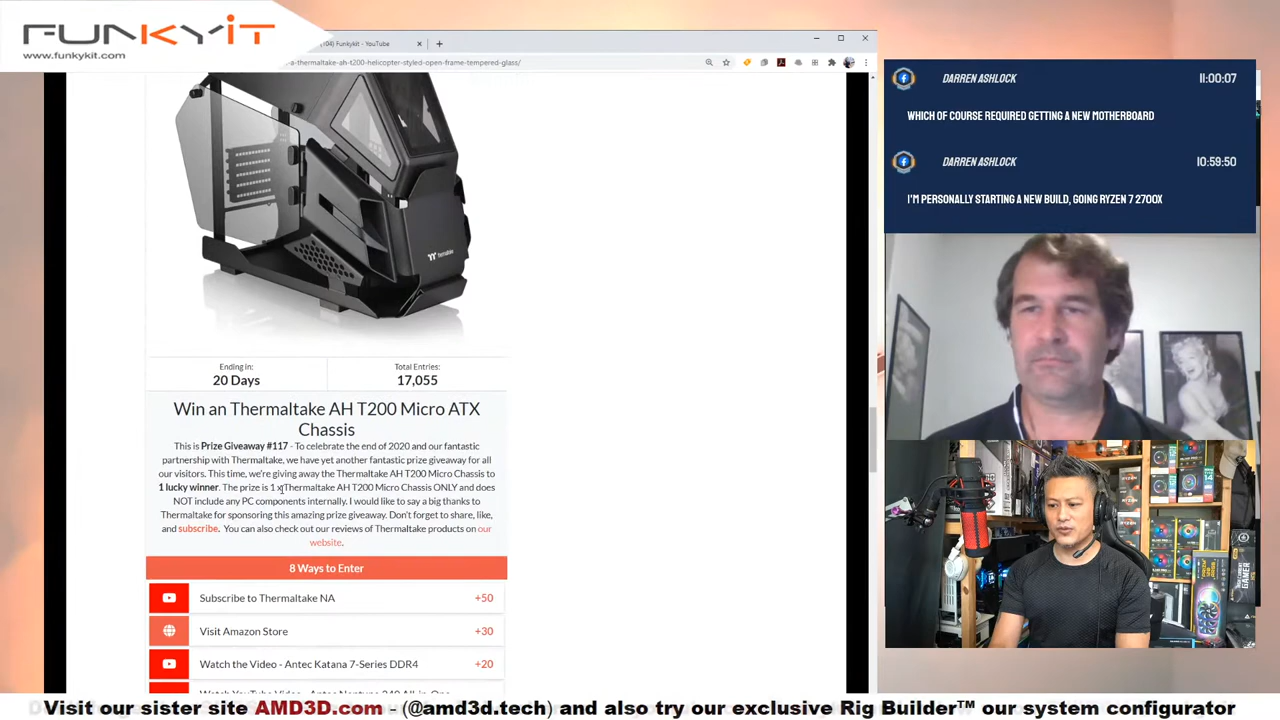 FUNKYiT
www.funkykit.com
(104) Funkykit - YouTube
-a-thermaltake-ah-t200-helicopter-styled-open-frame-tempered-glass/
DARREN ASHLOCK 11:00:07
WHICH OF COURSE REQUIRED GETTING A NEW MOTHERBOARD
DARREN ASHLOCK 10:59:50
I'M PERSONALLY STARTING A NEW BUILD, GOING RYZEN 7 2700X
Ending in:
20 Days
Total Entries:
17,055
Win an Thermaltake AH T200 Micro ATX
Chassis
This is Prize Giveaway #117 - To celebrate the end of 2020 and our fantastic
partnership with Thermaltake, we have yet another fantastic prize giveaway for all
our visitors. This time, we're giving away the Thermaltake AH T200 Micro Chassis to
1 lucky winner. The prize is 1 x Thermaltake AH T200 Micro Chassis ONLY and does
NOT include any PC components internally. I would like to say a big thanks to
Thermaltake for sponsoring this amazing prize giveaway. Don't forget to share, like,
and subscribe. You can also check out our reviews of Thermaltake products on our
website.
8 Ways to Enter
Subscribe to Thermaltake NA +50
Visit Amazon Store +30
Watch the Video - Antec Katana 7-Series DDR4 +20
Watch YouTube Video - Antec Neptune 240 All-in-One
Visit our sister site AMD3D.com - (@amd3d.tech) and also try our exclusive Rig Builder™ our system configurator